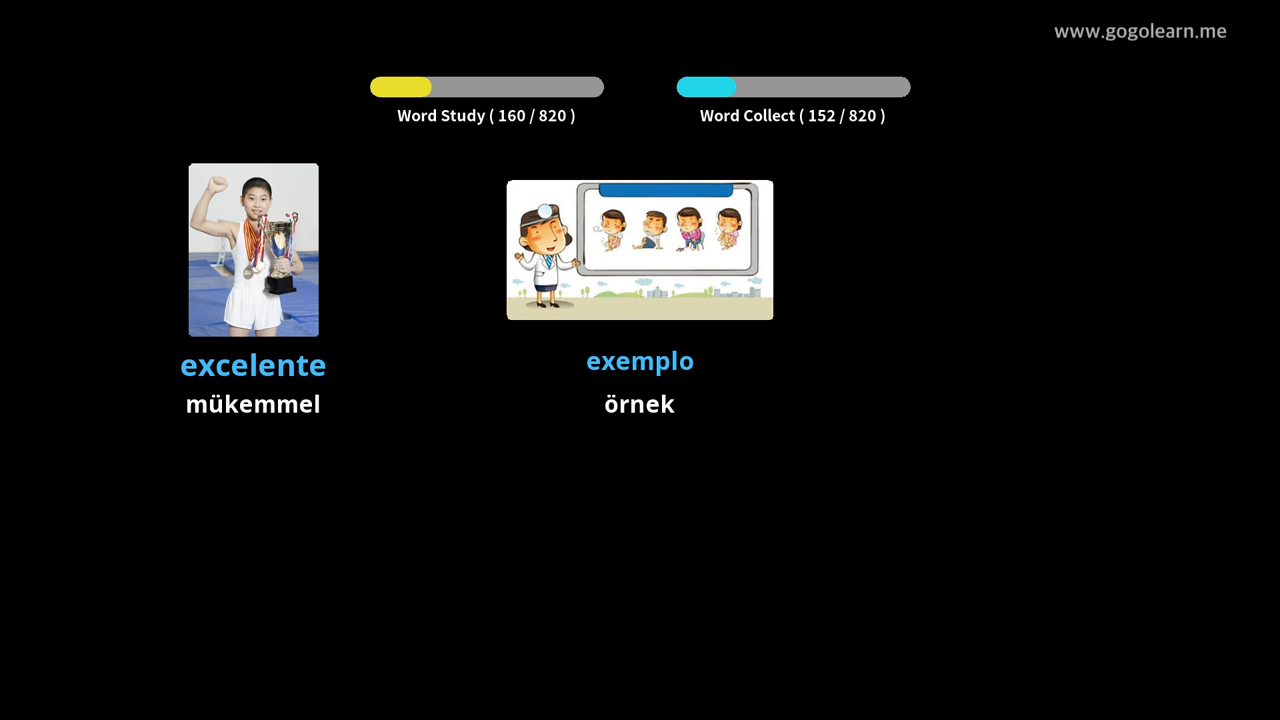 www.gogolearn.me
Word Study ( 160 / 820 )
Word Collect ( 152 / 820 )
excelente
mükemmel
exemplo
örnek